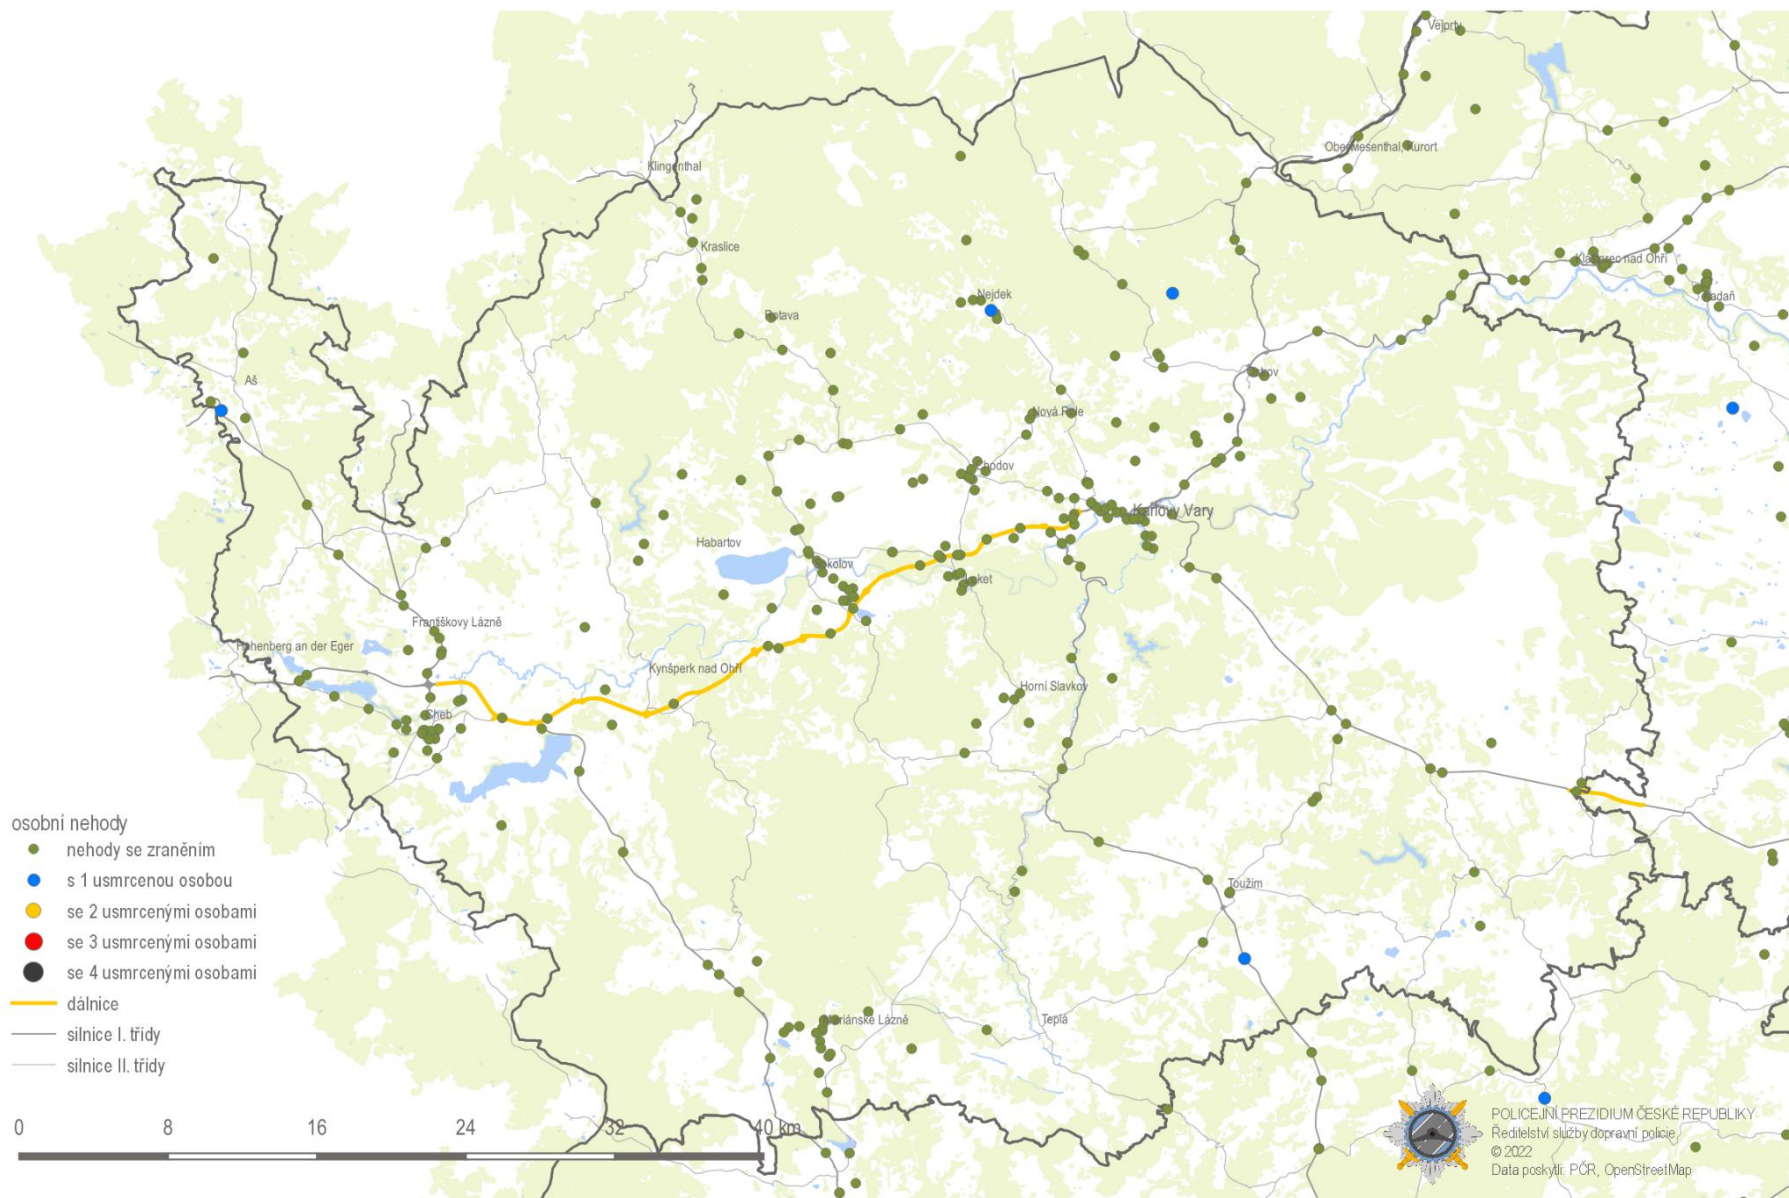 Vejprty
Oberwiesenthal, Kurort
Klingenthal
Kraslice
Klášterec nad Ohří
Kadaň
Nejdek
Rotava
Ostrov
Aš
Nová Role
Chodov
Karlovy Vary
Habartov
Sokolov
Loket
Františkovy Lázně
Hohenberg an der Eger
Kynšperk nad Ohří
Horní Slavkov
Cheb
Toužim
Mariánské Lázně
Teplá
osobní nehody
nehody se zraněním
s 1 usmrcenou osobou
se 2 usmrcenými osobami
se 3 usmrcenými osobami
se 4 usmrcenými osobami
dálnice
silnice I. třídy
silnice II. třídy
0 8 16 24 32 40 km
POLICEJNÍ PREZIDIUM ČESKÉ REPUBLIKY
Ředitelství služby dopravní policie
© 2022
Data poskytli: PČR, OpenStreetMap